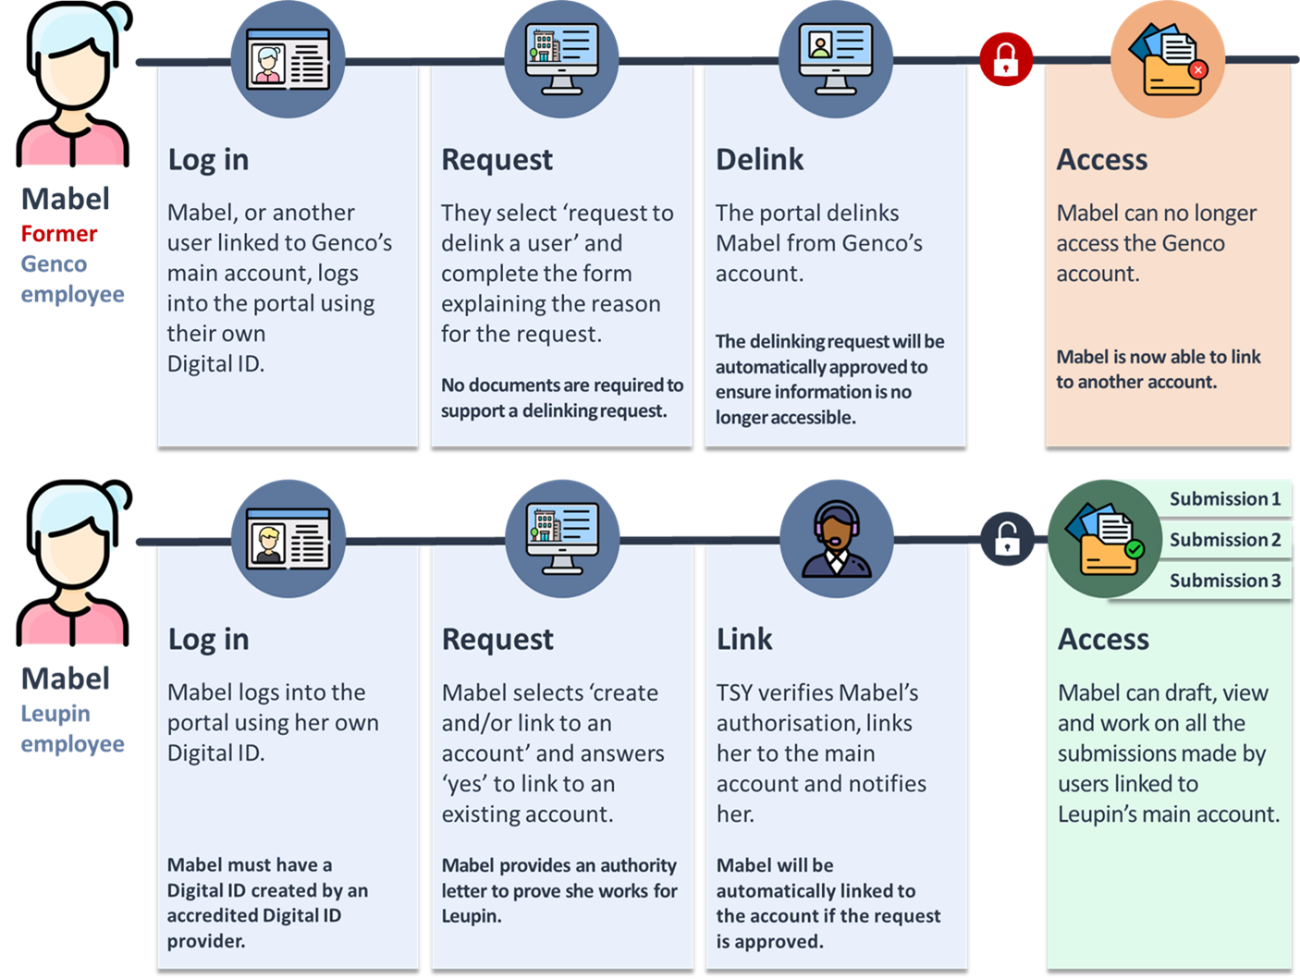 Mabel
Former
Genco
employee
Log in
Mabel, or another
user linked to Genco's
main account, logs
into the portal using
their own
Digital ID.
Request
They select ‘request to
delink a user’ and
complete the form
explaining the reason
for the request.
No documents are required to
support a delinking request.
Delink
The portal delinks
Mabel from Genco’s
account.
The delinking request will be
automatically approved to
ensure information is no
longer accessible.
Access
Mabel can no longer
access the Genco
account.
Mabel is now able to link
to another account.
Mabel
Leupin
employee
Log in
Mabel logs into the
portal using her own
Digital ID.
Mabel must have a
Digital ID created by an
accredited Digital ID
provider.
Request
Mabel selects ‘create
and/or link to an
account’ and answers
‘yes’ to link to an
existing account.
Mabel provides an authority
letter to prove she works for
Leupin.
Link
TSY verifies Mabel’s
authorisation, links
her to the main
account and notifies
her.
Mabel will be
automatically linked to
the account if the request
is approved.
Submission 1
Submission 2
Submission 3
Access
Mabel can draft, view
and work on all the
submissions made by
users linked to
Leupin’s main account.